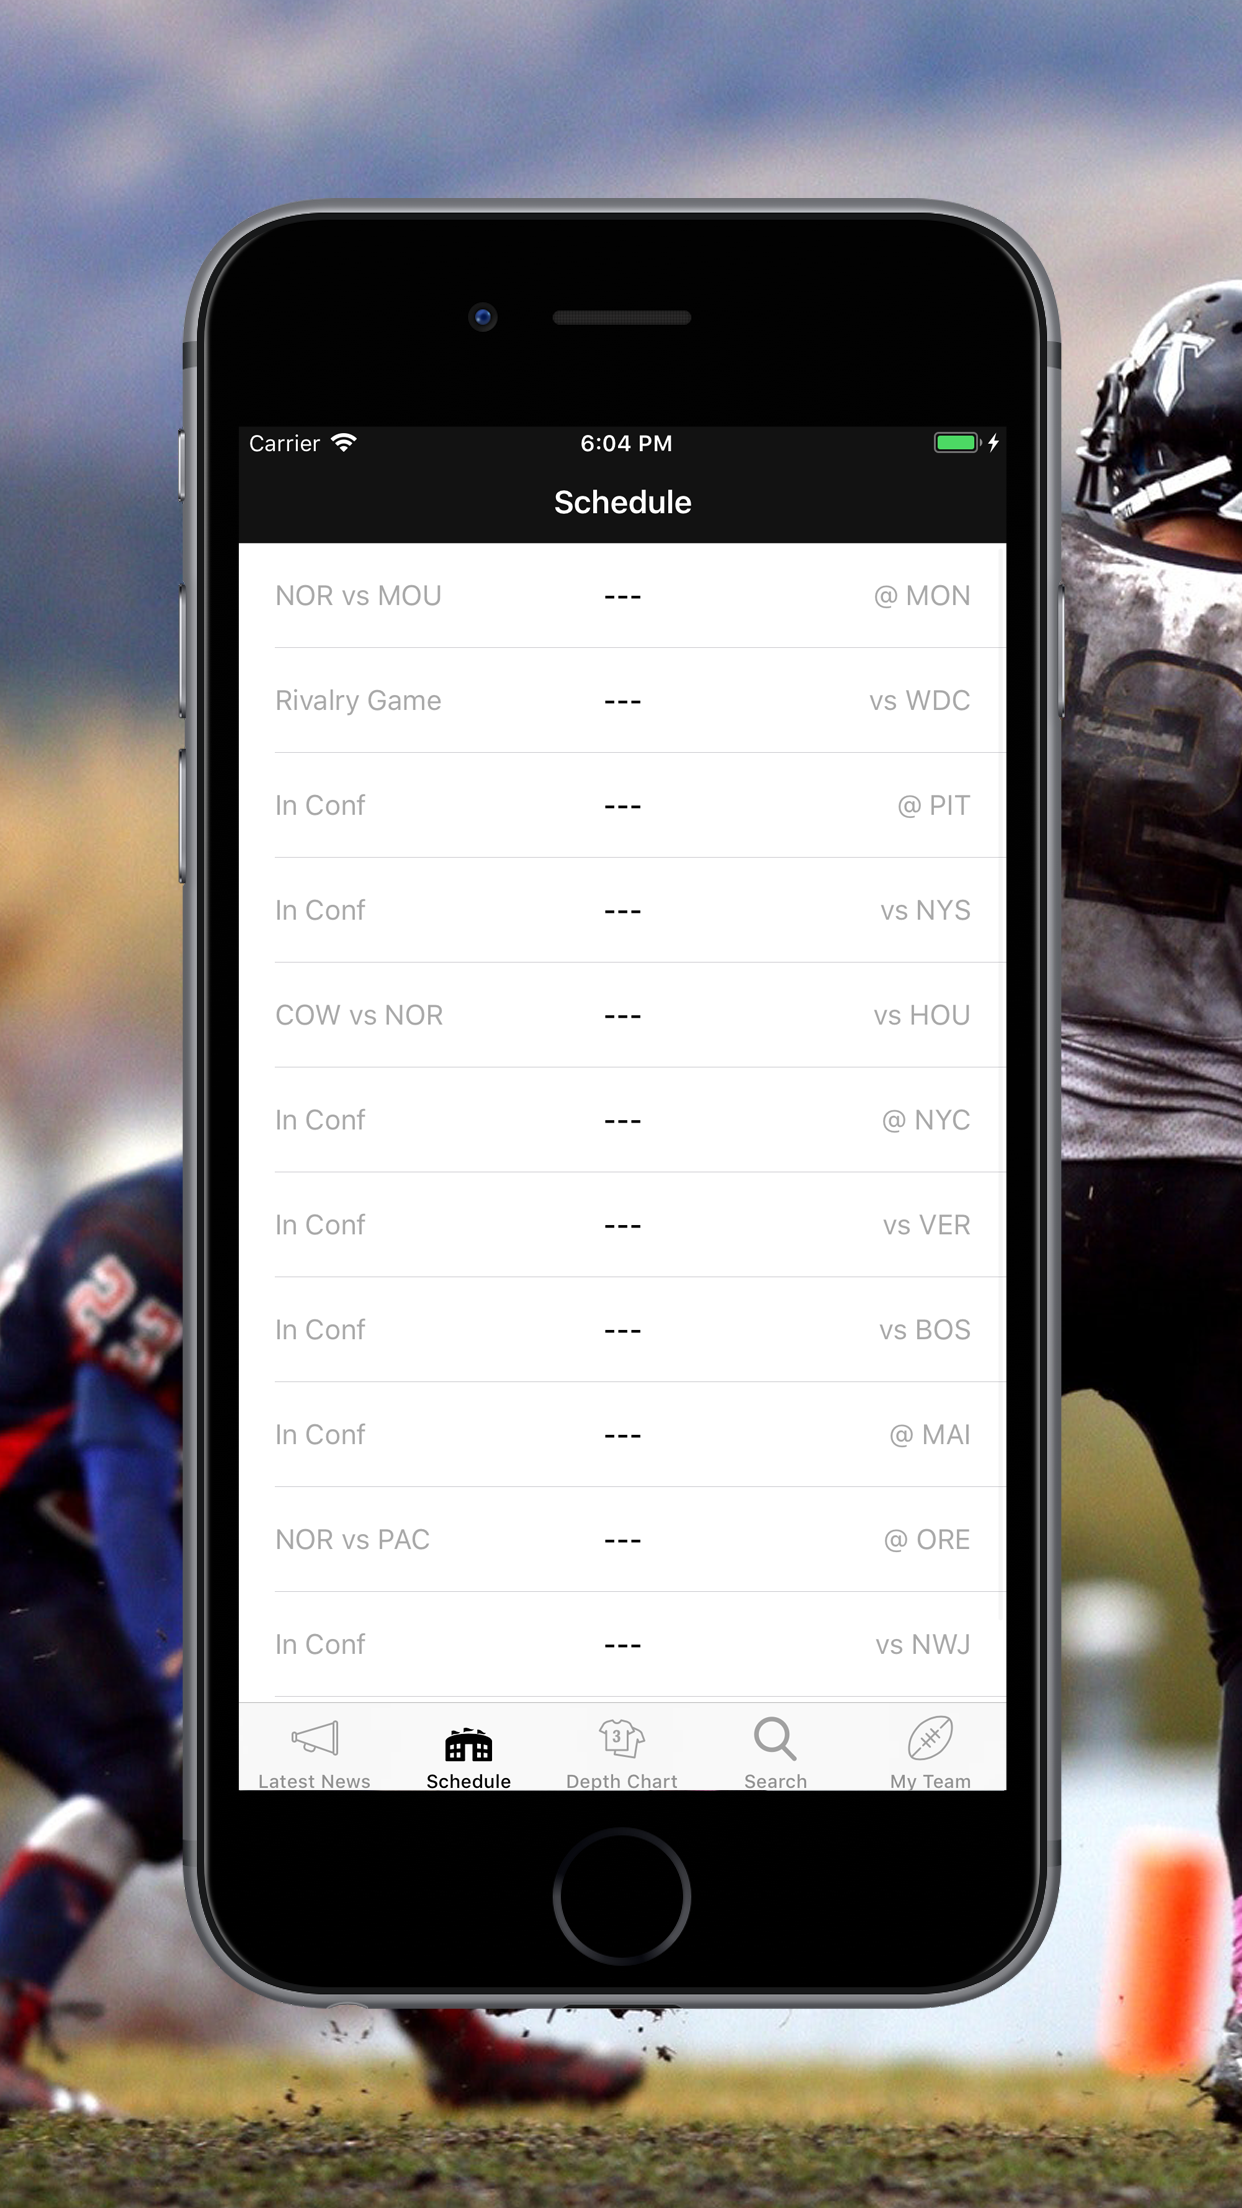 Carrier 6:04 PM
Schedule
NOR vs MOU --- @ MON
Rivalry Game --- vs WDC
In Conf --- @ PIT
In Conf --- vs NYS
COW vs NOR --- vs HOU
In Conf --- @ NYC
In Conf --- vs VER
In Conf --- vs BOS
In Conf --- @ MAI
NOR vs PAC --- @ ORE
In Conf --- vs NWJ
3
Latest News Schedule Depth Chart Search My Team
T
23